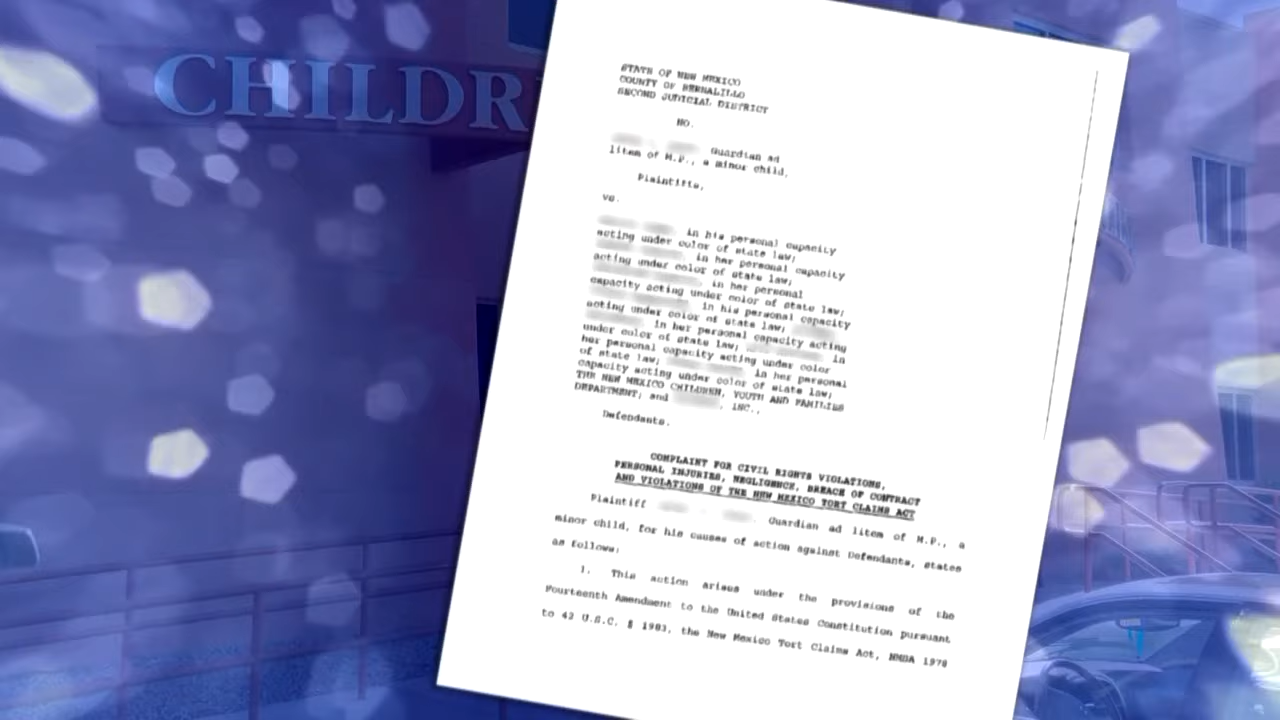 CHILDR
STATE OF NEW MEXICO
COUNTY OF BERNALILLO
SECOND JUDICIAL DISTRICT
NO.
Guardian ad
litem of M.P., a minor child,
Plaintiffs,
vs.
in his personal capacity
acting under color of state law;
in her personal capacity
acting under color of state law;
in her personal
capacity acting under color of state law;
in his personal capacity
acting under color of state law;
in her personal capacity acting
under color of state law; in
her personal capacity acting under color
of state law; in her personal
capacity acting under color of state law;
THE NEW MEXICO CHILDREN, YOUTH AND FAMILIES
DEPARTMENT; and , INC.,
Defendants.
COMPLAINT FOR CIVIL RIGHTS VIOLATIONS,
PERSONAL INJURIES, NEGLIGENCE, BREACH OF CONTRACT
AND VIOLATIONS OF THE NEW MEXICO TORT CLAIMS ACT
Plaintiff Guardian ad litem of M.P., a
minor child, for his causes of action against Defendants, states
as follows:
1. This action arises under the provisions of the
Fourteenth Amendment to the United States Constitution pursuant
to 42 U.S.C. § 1983, the New Mexico Tort Claims Act, NMSA 1978